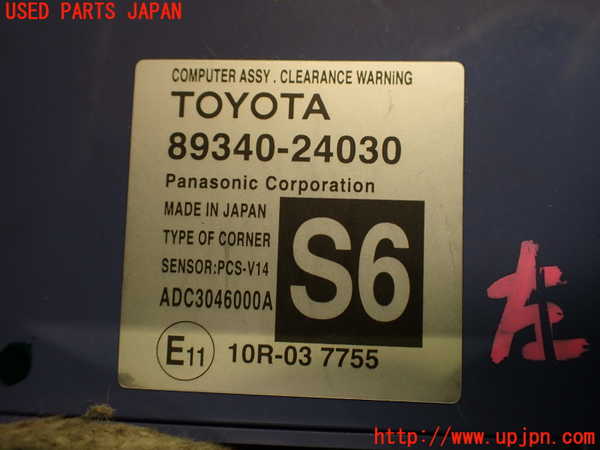 USED PARTS JAPAN
COMPUTER ASSY . CLEARANCE WARNING
TOYOTA
89340-24030
Panasonic Corporation
MADE IN JAPAN
TYPE OF CORNER
SENSOR:PCS-V14
ADC3046000A
S6
E11 10R-03 7755
左
http://www.upjpn.com